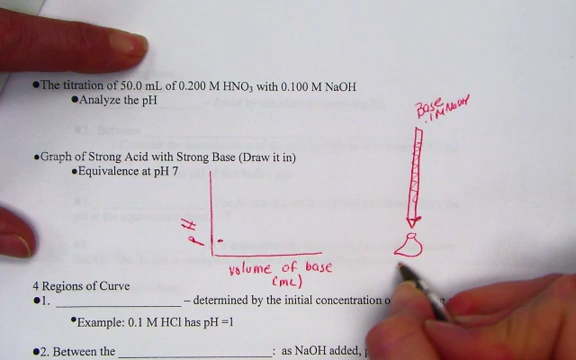 ●The titration of 50.0 mL of 0.200 M HNO₃ with 0.100 M NaOH
●Analyze the pH
Base
.1M NaOH
●Graph of Strong Acid with Strong Base (Draw it in)
●Equivalence at pH 7
pH
volume of base
(mL)
4 Regions of Curve
●1. ____________________ – determined by the initial concentration o
●Example: 0.1 M HCl has pH =1
●2. Between the ____________________: as NaOH added,